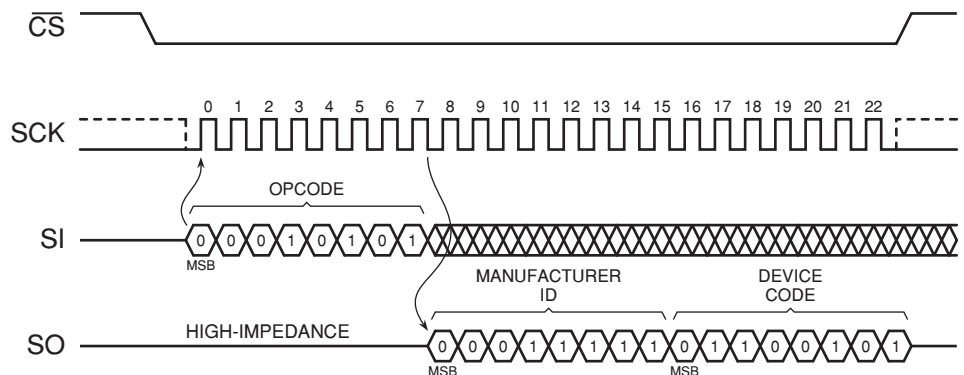 CS
0 1 2 3 4 5 6 7 8 9 10 11 12 13 14 15 16 17 18 19 20 21 22
SCK
OPCODE
SI 0 0 0 1 0 1 0 1
MSB
MANUFACTURER
ID
DEVICE
CODE
HIGH-IMPEDANCE
SO 0 0 0 1 1 1 1 1 0 1 1 0 0 1 0 1
MSB MSB